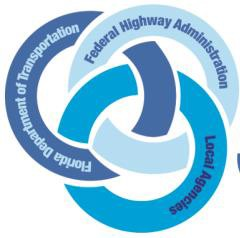 Florida Department of Transportation
Federal Highway Administration
Local Agencies